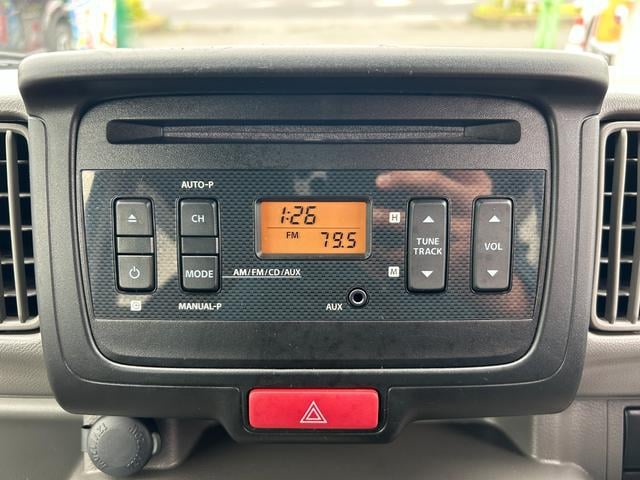 AUTO-P
CH
MODE
MANUAL-P
1:26
FM
79.5
AM/FM/CD/AUX
AUX
H
M
TUNE
TRACK
VOL